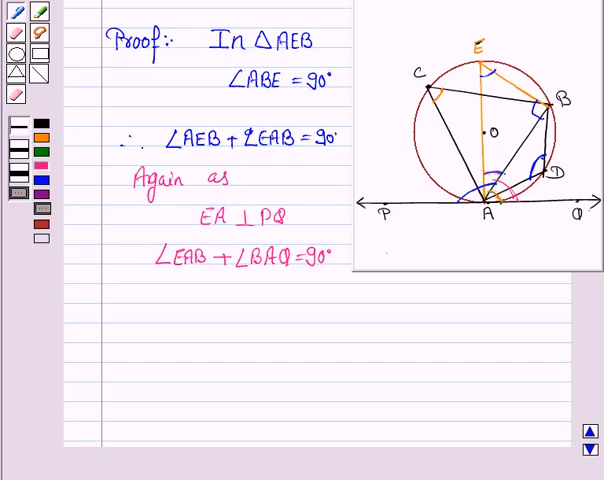 Proof:- In △AEB
∠ABE = 90°
∴ ∠AEB + ∠EAB = 90°
Again as
EA ⊥ PQ
∠EAB + ∠BAQ = 90°
E
C
B
O
D
P A Q